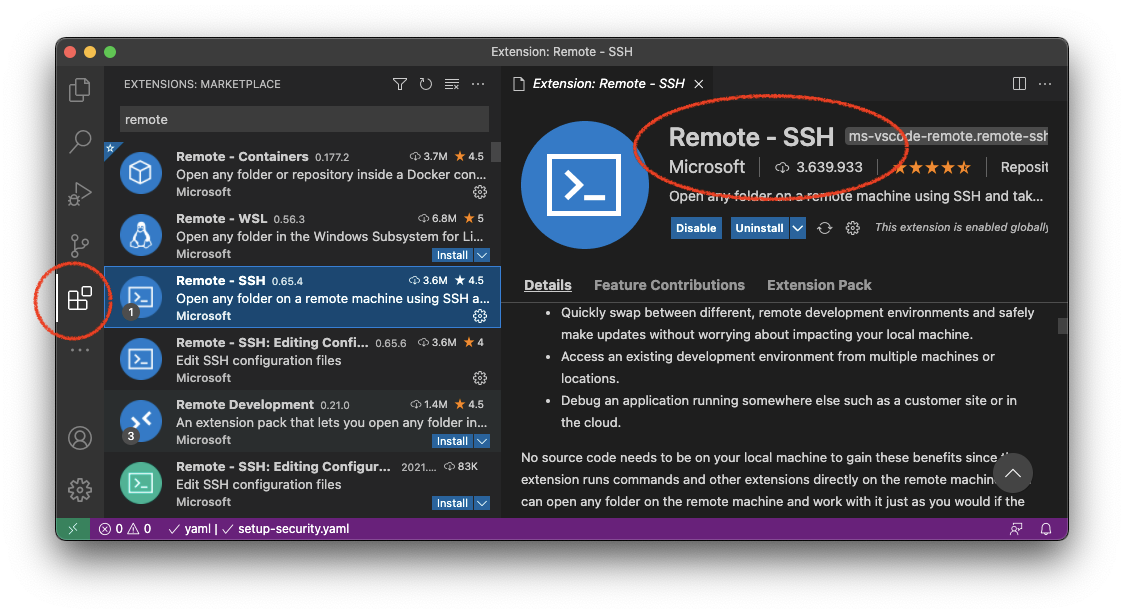 Extension: Remote - SSH
EXTENSIONS: MARKETPLACE
remote
Remote - Containers 0.177.2 3.7M 4.5
Open any folder or repository inside a Docker con...
Microsoft
Remote - WSL 0.56.3 6.8M 5
Open any folder in the Windows Subsystem for Li...
Microsoft Install
Remote - SSH 0.65.4 3.6M 4.5
Open any folder on a remote machine using SSH a...
1 Microsoft
Remote - SSH: Editing Confi... 0.65.6 3.6M 4
Edit SSH configuration files
Microsoft
Remote Development 0.21.0 1.4M 4.5
An extension pack that lets you open any folder in...
3 Microsoft Install
Remote - SSH: Editing Configur... 2021.... 83K
Edit SSH configuration files
Microsoft Install
Extension: Remote - SSH
Remote - SSH ms-vscode-remote.remote-ssh
Microsoft 3.639.933 Reposit
Open any folder on a remote machine using SSH and tak...
Disable Uninstall This extension is enabled globally
Details Feature Contributions Extension Pack
• Quickly swap between different, remote development environments and safely
make updates without worrying about impacting your local machine.
• Access an existing development environment from multiple machines or
locations.
• Debug an application running somewhere else such as a customer site or in
the cloud.
No source code needs to be on your local machine to gain these benefits since
extension runs commands and other extensions directly on the remote machine
can open any folder on the remote machine and work with it just as you would if the
0 0 yaml | setup-security.yaml